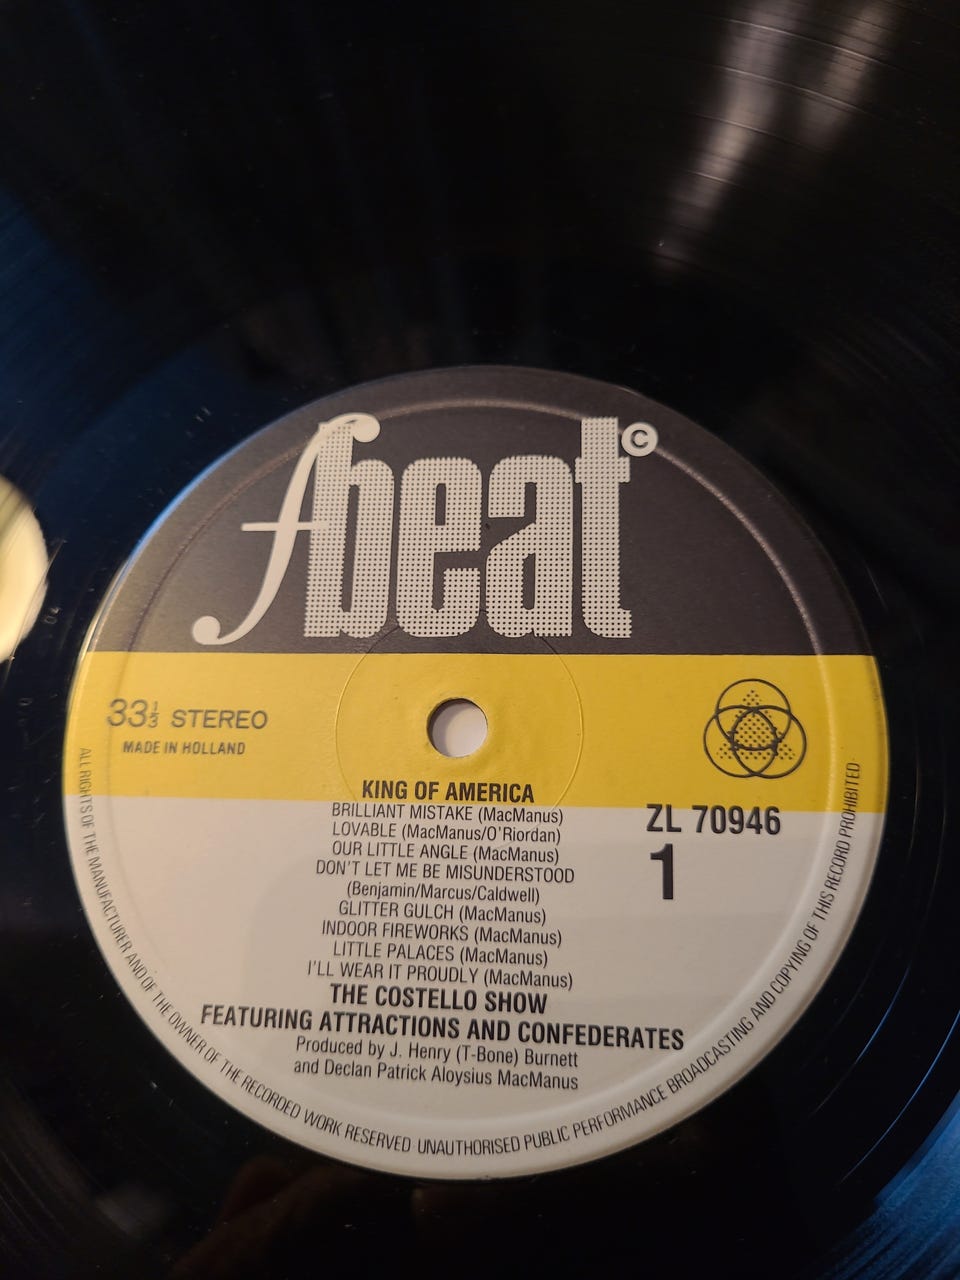 fbeat ©
33⅓ STEREO
MADE IN HOLLAND
KING OF AMERICA
BRILLIANT MISTAKE (MacManus)
LOVABLE (MacManus/O'Riordan)
OUR LITTLE ANGLE (MacManus)
DON'T LET ME BE MISUNDERSTOOD
(Benjamin/Marcus/Caldwell)
GLITTER GULCH (MacManus)
INDOOR FIREWORKS (MacManus)
LITTLE PALACES (MacManus)
I'LL WEAR IT PROUDLY (MacManus)
THE COSTELLO SHOW
FEATURING ATTRACTIONS AND CONFEDERATES
Produced by J. Henry (T-Bone) Burnett
and Declan Patrick Aloysius MacManus
ZL 70946
1
ALL RIGHTS OF THE MANUFACTURER AND OF THE OWNER OF THE RECORDED WORK RESERVED UNAUTHORISED PUBLIC PERFORMANCE BROADCASTING AND COPYING OF THIS RECORD PROHIBITED